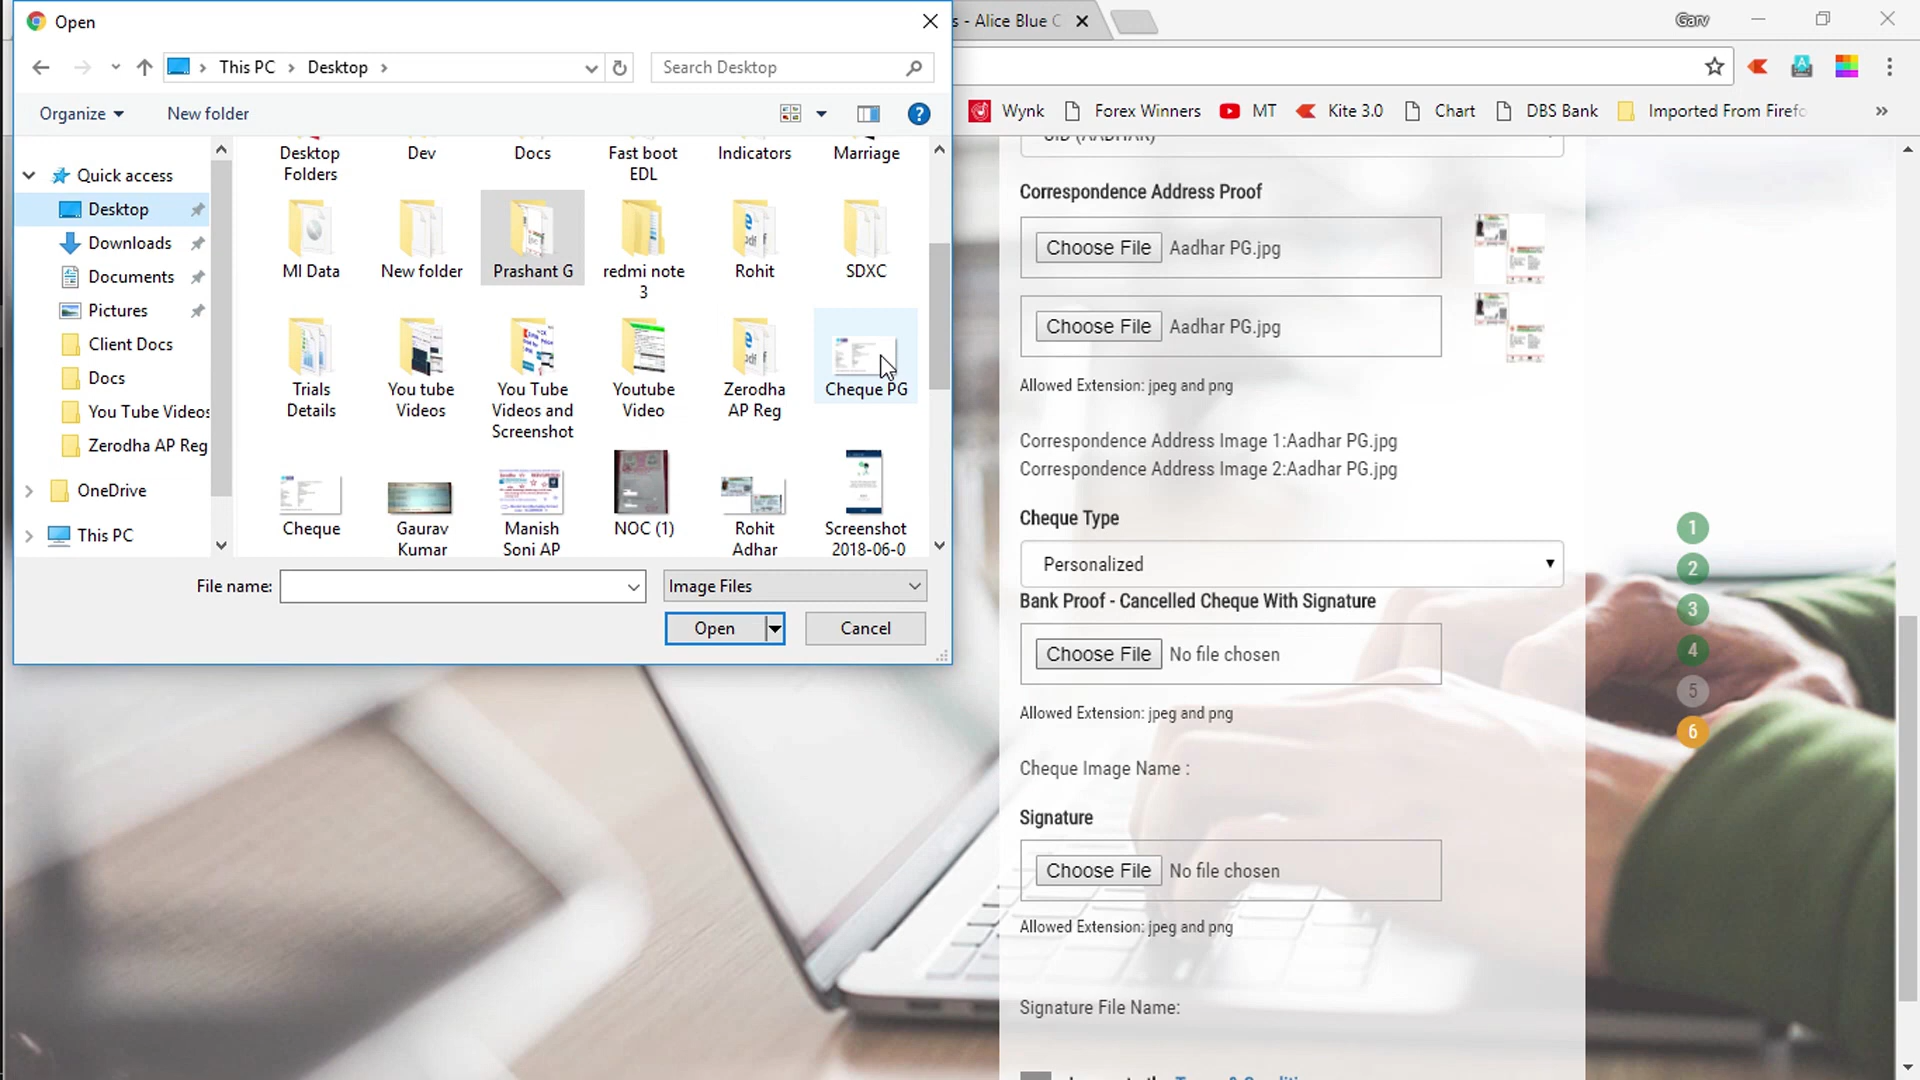 Open
s - Alice Blue C
Garv
This PC
Desktop
Search Desktop
Organize
New folder
Wynk
Forex Winners
MT
Kite 3.0
Chart
DBS Bank
Imported From Firefo
Quick access
Desktop
Downloads
Documents
Pictures
Client Docs
Docs
You Tube Videos
Zerodha AP Reg
OneDrive
This PC
Desktop Folders
Dev
Docs
Fast boot EDL
Indicators
Marriage
MI Data
New folder
Prashant G
redmi note 3
Rohit
SDXC
Trials Details
You tube Videos
You Tube Videos and Screenshot
Youtube Video
Zerodha AP Reg
Cheque PG
Cheque
Gaurav Kumar
Manish Soni AP
NOC (1)
Rohit Adhar
Screenshot 2018-06-0
File name:
Image Files
Open
Cancel
UID (AADHAR)
Correspondence Address Proof
Choose File Aadhar PG.jpg
Choose File Aadhar PG.jpg
Allowed Extension: jpeg and png
Correspondence Address Image 1:Aadhar PG.jpg
Correspondence Address Image 2:Aadhar PG.jpg
Cheque Type
Personalized
Bank Proof - Cancelled Cheque With Signature
Choose File No file chosen
Allowed Extension: jpeg and png
Cheque Image Name :
Signature
Choose File No file chosen
Allowed Extension: jpeg and png
Signature File Name:
1
2
3
4
5
6